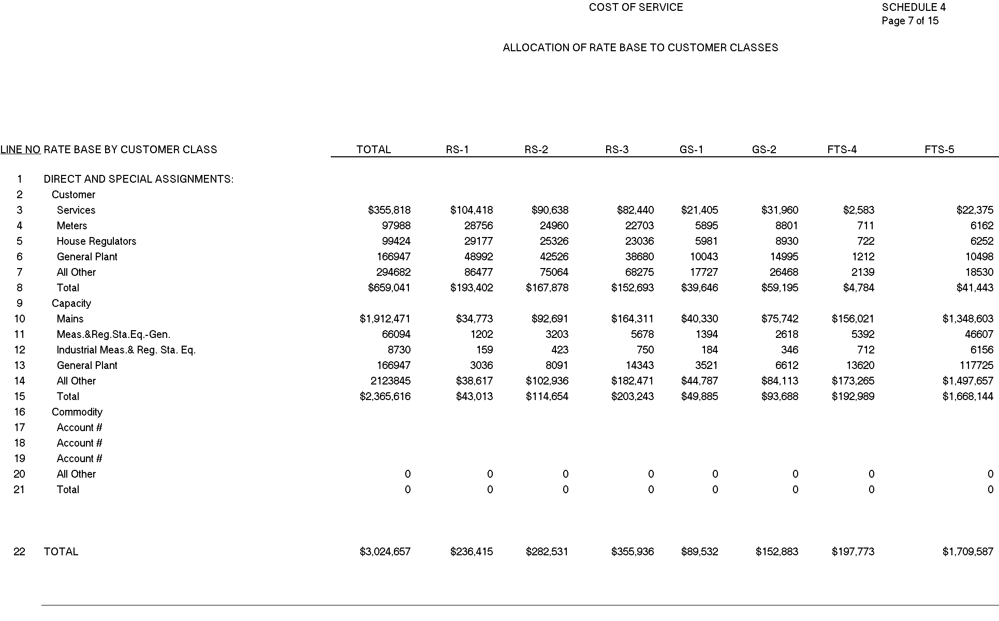 COST OF SERVICE SCHEDULE 4
Page 7 of 15
ALLOCATION OF RATE BASE TO CUSTOMER CLASSES
LINE NO RATE BASE BY CUSTOMER CLASS TOTAL RS-1 RS-2 RS-3 GS-1 GS-2 FTS-4 FTS-5
1 DIRECT AND SPECIAL ASSIGNMENTS:
2 Customer
3 Services $355,818 $104,418 $90,638 $82,440 $21,405 $31,960 $2,583 $22,375
4 Meters 97988 28756 24960 22703 5895 8801 711 6162
5 House Regulators 99424 29177 25326 23036 5981 8930 722 6252
6 General Plant 166947 48992 42526 38680 10043 14995 1212 10498
7 All Other 294682 86477 75064 68275 17727 26468 2139 18530
8 Total $659,041 $193,402 $167,878 $152,693 $39,646 $59,195 $4,784 $41,443
9 Capacity
10 Mains $1,912,471 $34,773 $92,691 $164,311 $40,330 $75,742 $156,021 $1,348,603
11 Meas.&Reg.Sta.Eq.-Gen. 66094 1202 3203 5678 1394 2618 5392 46607
12 Industrial Meas.& Reg. Sta. Eq. 8730 159 423 750 184 346 712 6156
13 General Plant 166947 3036 8091 14343 3521 6612 13620 117725
14 All Other 2123845 $38,617 $102,936 $182,471 $44,787 $84,113 $173,265 $1,497,657
15 Total $2,365,616 $43,013 $114,654 $203,243 $49,885 $93,688 $192,989 $1,668,144
16 Commodity
17 Account #
18 Account #
19 Account #
20 All Other 0 0 0 0 0 0 0 0
21 Total 0 0 0 0 0 0 0 0
22 TOTAL $3,024,657 $236,415 $282,531 $355,936 $89,532 $152,883 $197,773 $1,709,587